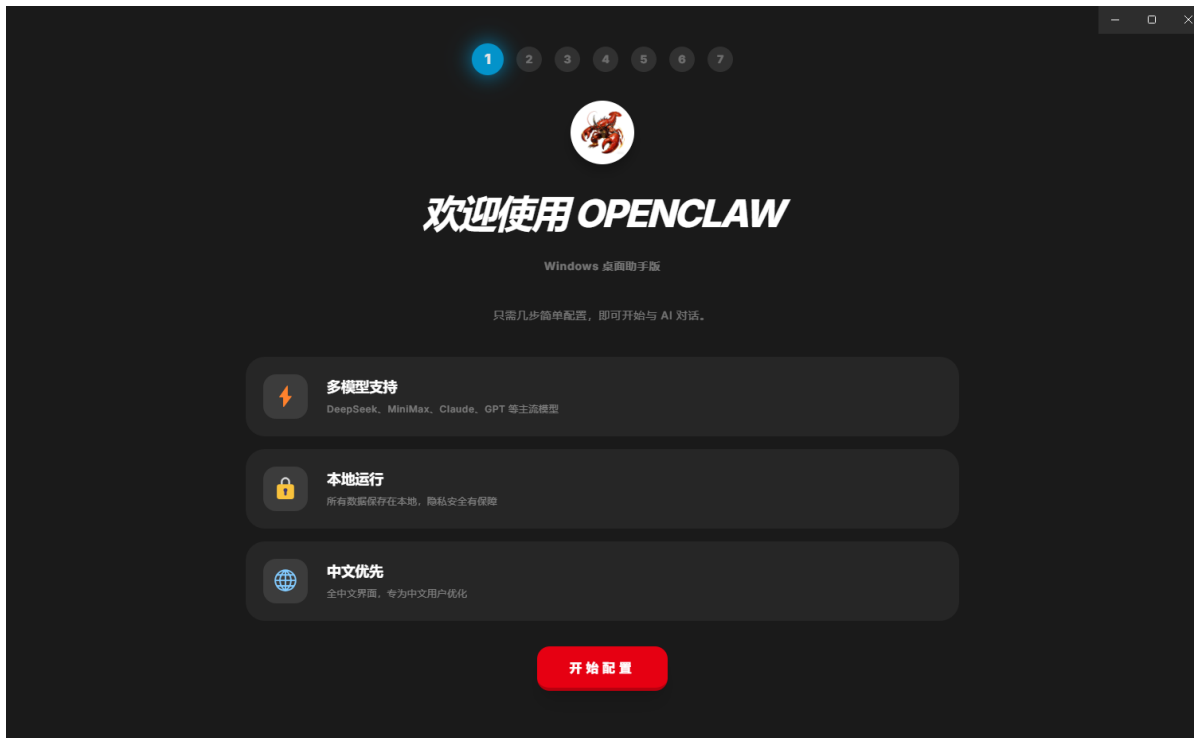 1 2 3 4 5 6 7
欢迎使用 OPENCLAW
Windows 桌面助手版
只需几步简单配置，即可开始与 AI 对话。
多模型支持
DeepSeek、MiniMax、Claude、GPT 等主流模型
本地运行
所有数据保存在本地，隐私安全有保障
中文优先
全中文界面，专为中文用户优化
开始配置